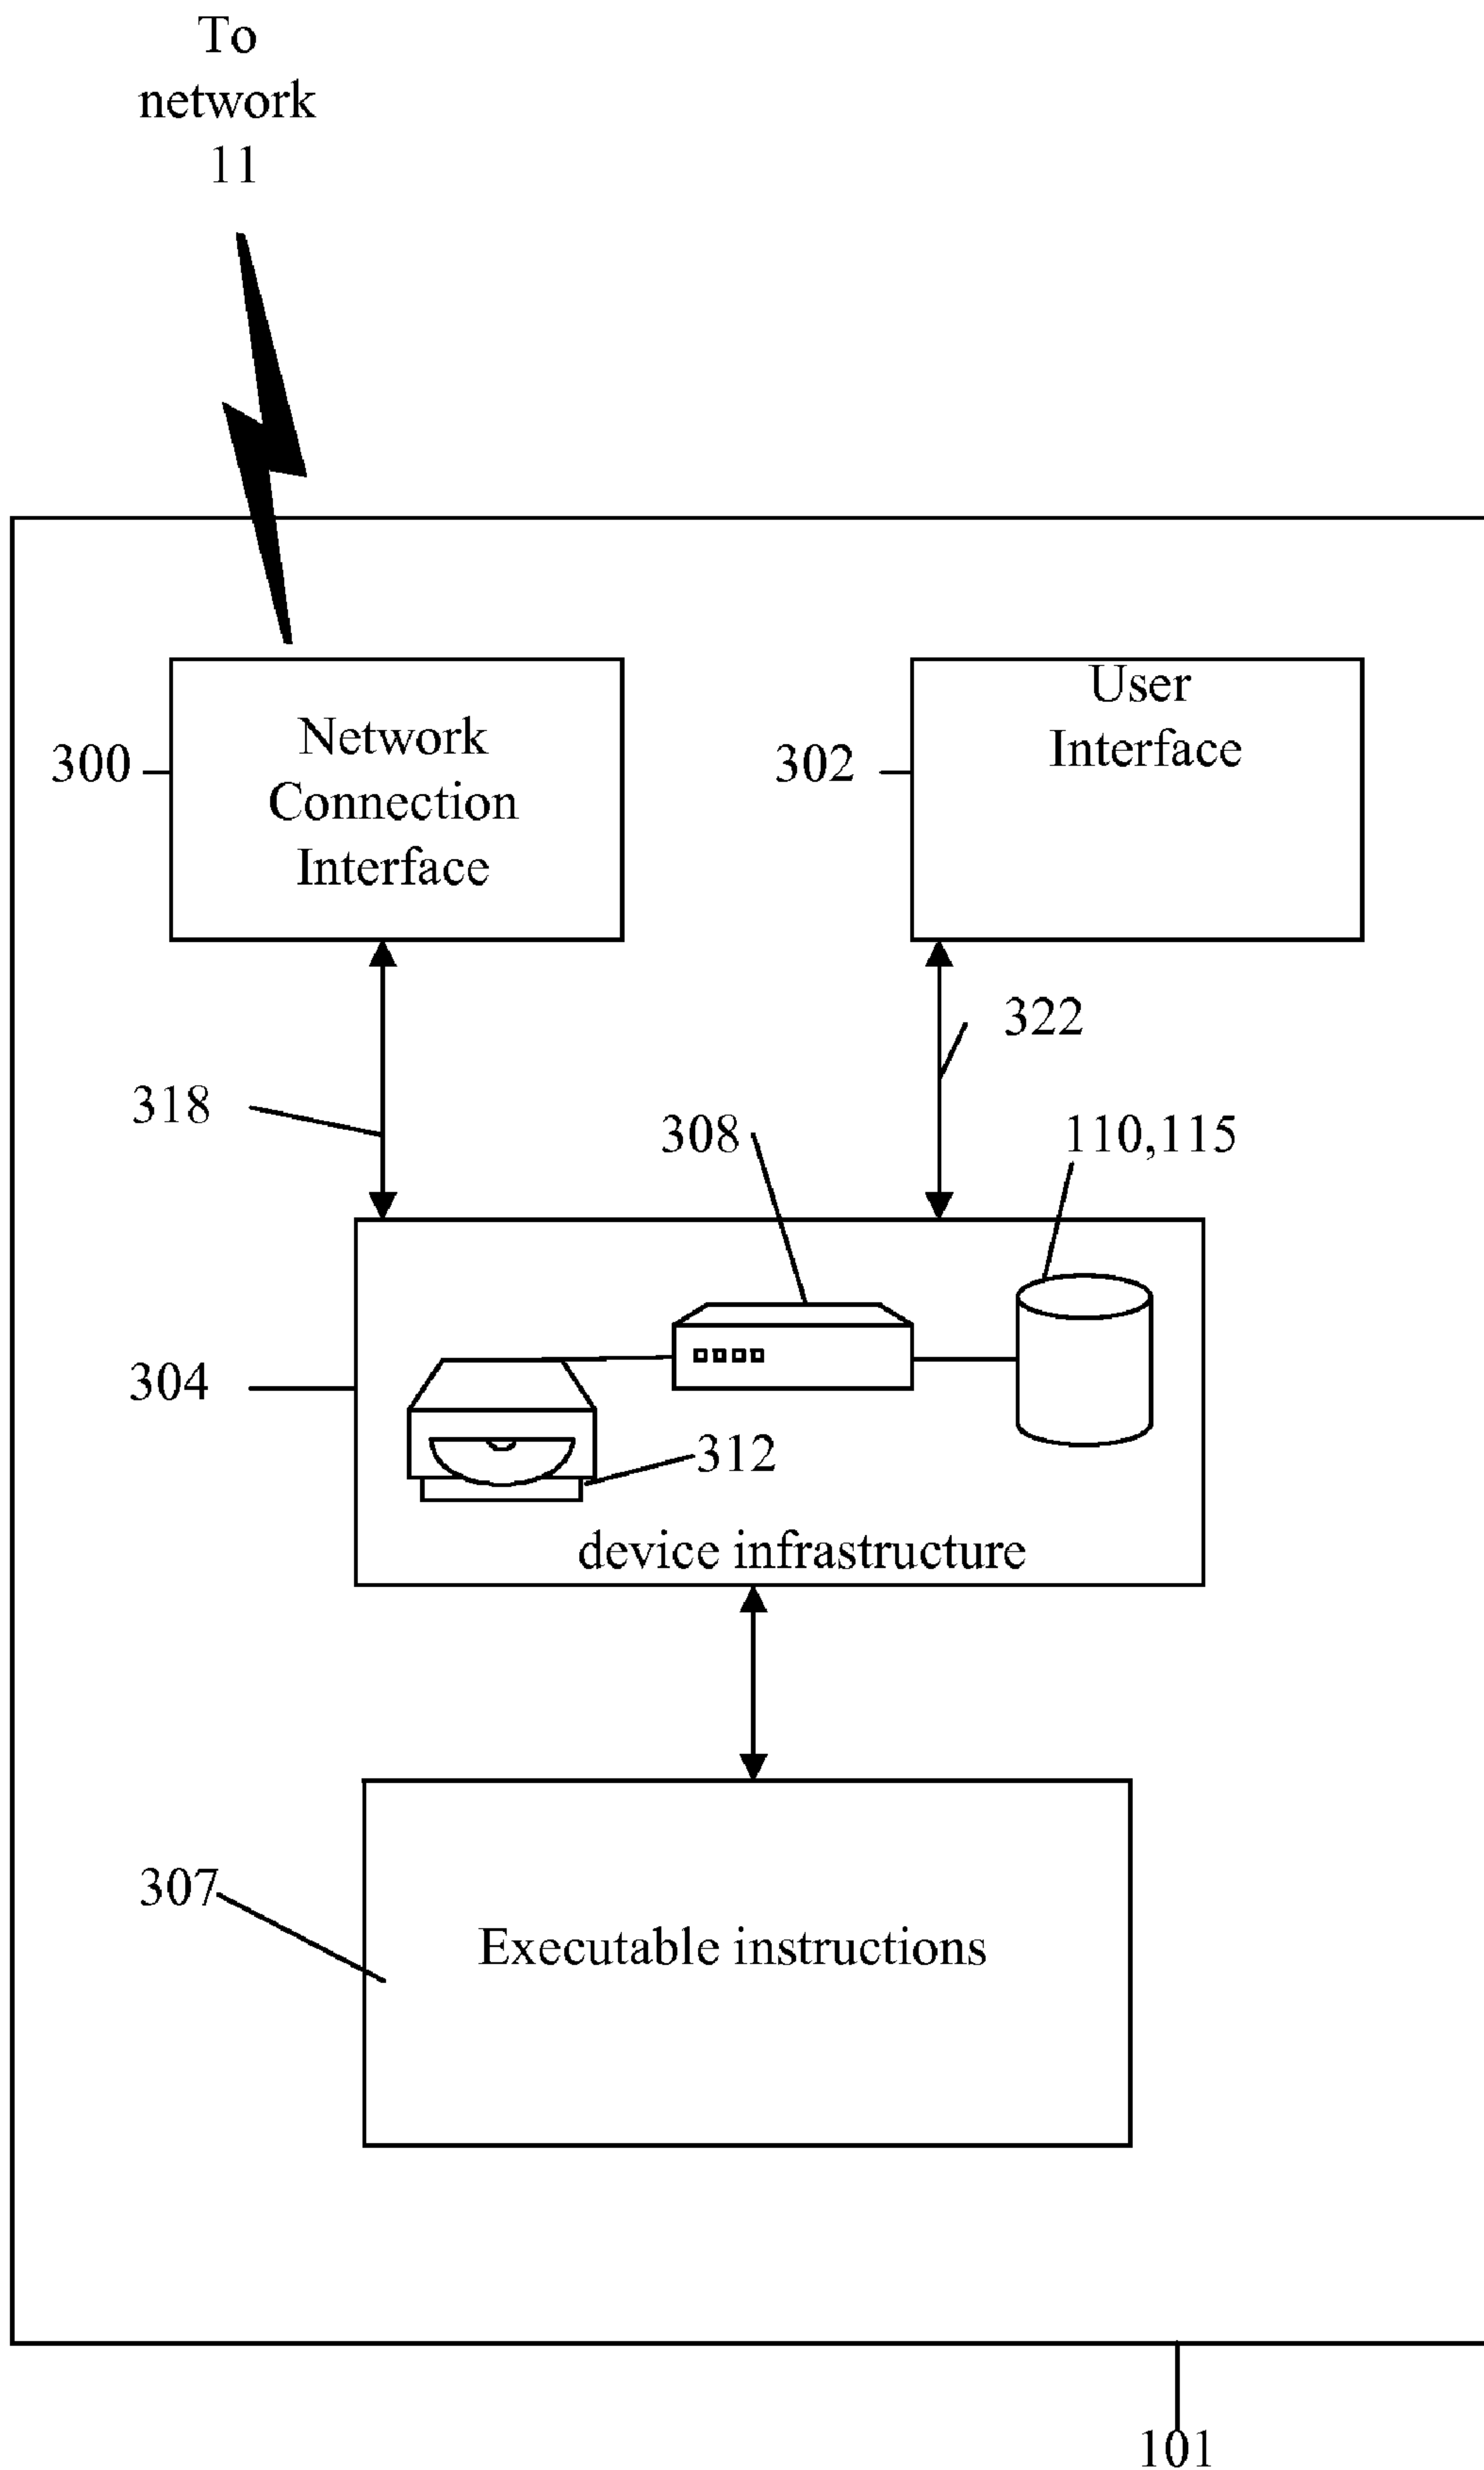 To
network
11
300
Network
Connection
Interface
302
User
Interface
318
322
308
110,115
304
312
device infrastructure
307
Executable instructions
101